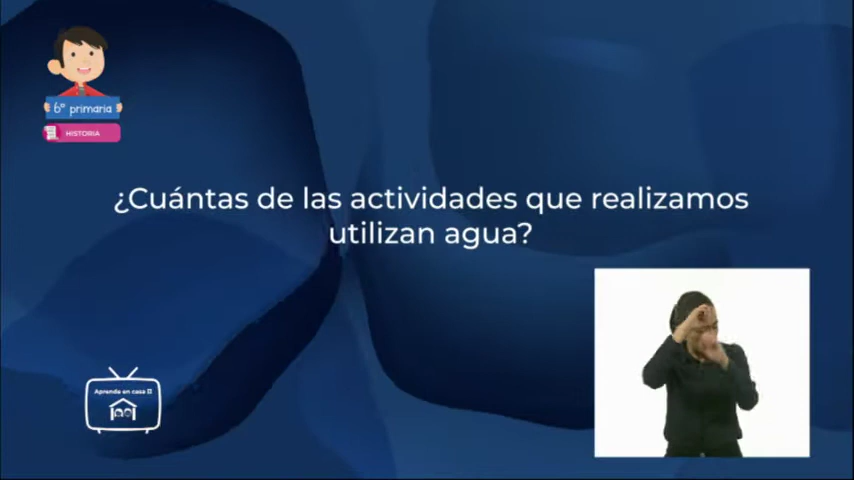 6° primaria
HISTORIA
¿Cuántas de las actividades que realizamos
utilizan agua?
Aprende en casa II